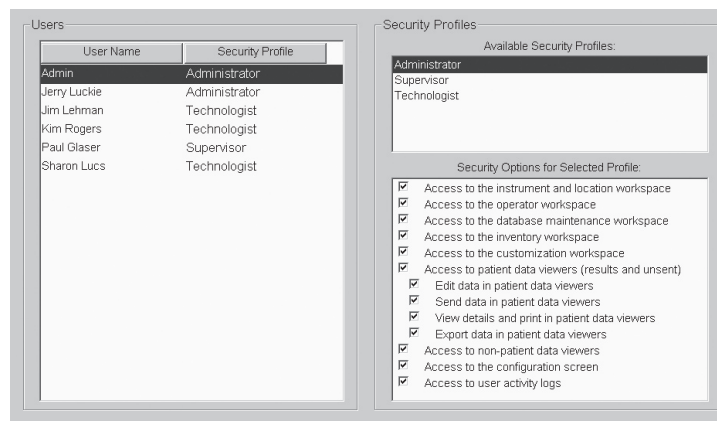 Users
User Name Security Profile
Admin Administrator
Jerry Luckie Administrator
Jim Lehman Technologist
Kim Rogers Technologist
Paul Glaser Supervisor
Sharon Lucs Technologist
Security Profiles
Available Security Profiles:
Administrator
Supervisor
Technologist
Security Options for Selected Profile:
Access to the instrument and location workspace
Access to the operator workspace
Access to the database maintenance workspace
Access to the inventory workspace
Access to the customization workspace
Access to patient data viewers (results and unsent)
Edit data in patient data viewers
Send data in patient data viewers
View details and print in patient data viewers
Export data in patient data viewers
Access to non-patient data viewers
Access to the configuration screen
Access to user activity logs